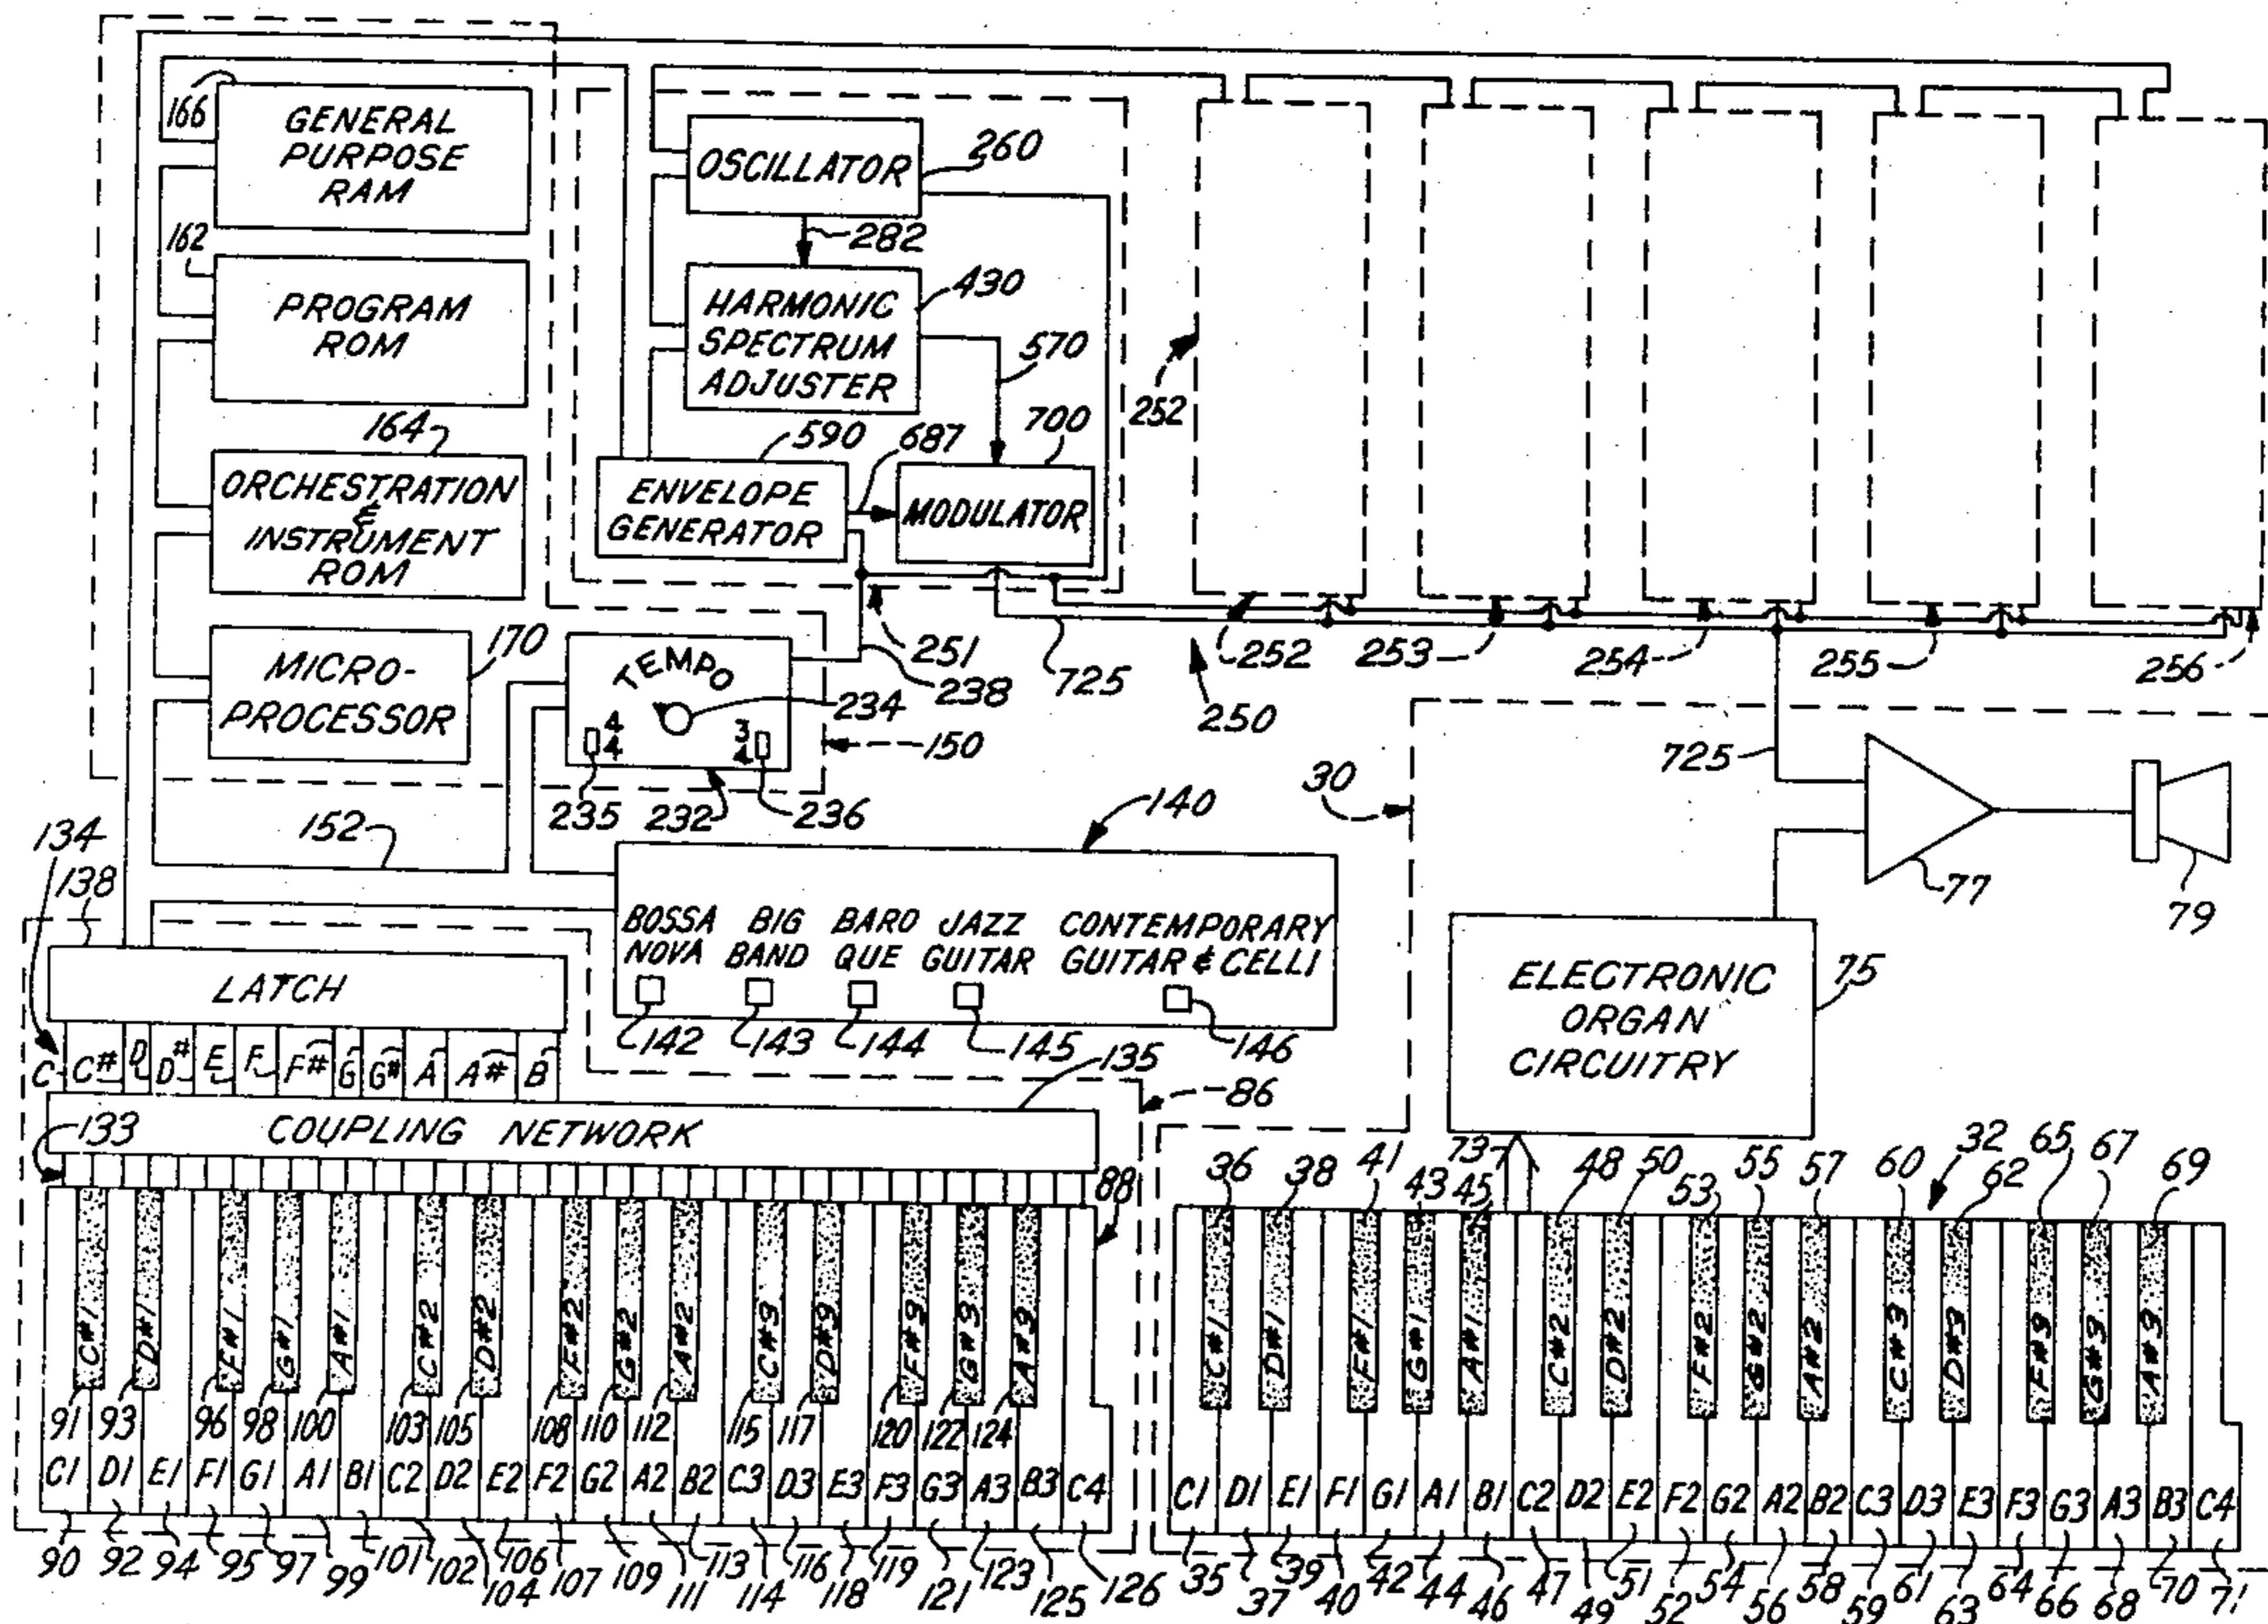 166
GENERAL
PURPOSE
RAM
162
PROGRAM
ROM
164
ORCHESTRATION
&
INSTRUMENT
ROM
MICRO-
PROCESSOR
170
OSCILLATOR
260
282
HARMONIC
SPECTRUM
ADJUSTER
430
570
590
687
700
ENVELOPE
GENERATOR
MODULATOR
252
TEMPO
4
4
3
4
234
235
232
236
238
251
150
725
250
252
253
254
255
256
30
725
77
79
134
138
152
140
BOSSA
NOVA
BIG
BAND
BARO
QUE
JAZZ
GUITAR
CONTEMPORARY
GUITAR & CELLI
142
143
144
145
146
LATCH
C C# D D# E F F# G G# A A# B
135
86
133
COUPLING NETWORK
88
ELECTRONIC
ORGAN
CIRCUITRY
75
73
36 38 41 43 45 48 50 53 55 57 60 32 62 65 67 69
C#1 D#1 F#1 G#1 A#1 C#2 D#2 F#2 G#2 A#2 C#3 D#3 F#3 G#3 A#3
91 93 96 98 100 103 105 108 110 112 115 117 120 122 124
C1 D1 E1 F1 G1 A1 B1 C2 D2 E2 F2 G2 A2 B2 C3 D3 E3 F3 G3 A3 B3 C4
90 92 94 95 97 99 101 102 104 106 107 109 111 113 114 116 118 119 121 123 125 126
C#1 D#1 F#1 G#1 A#1 C#2 D#2 F#2 G#2 A#2 C#3 D#3 F#3 G#3 A#3
C1 D1 E1 F1 G1 A1 B1 C2 D2 E2 F2 G2 A2 B2 C3 D3 E3 F3 G3 A3 B3 C4
35 37 39 40 42 44 46 47 49 51 52 54 56 58 59 61 63 64 66 68 70 71